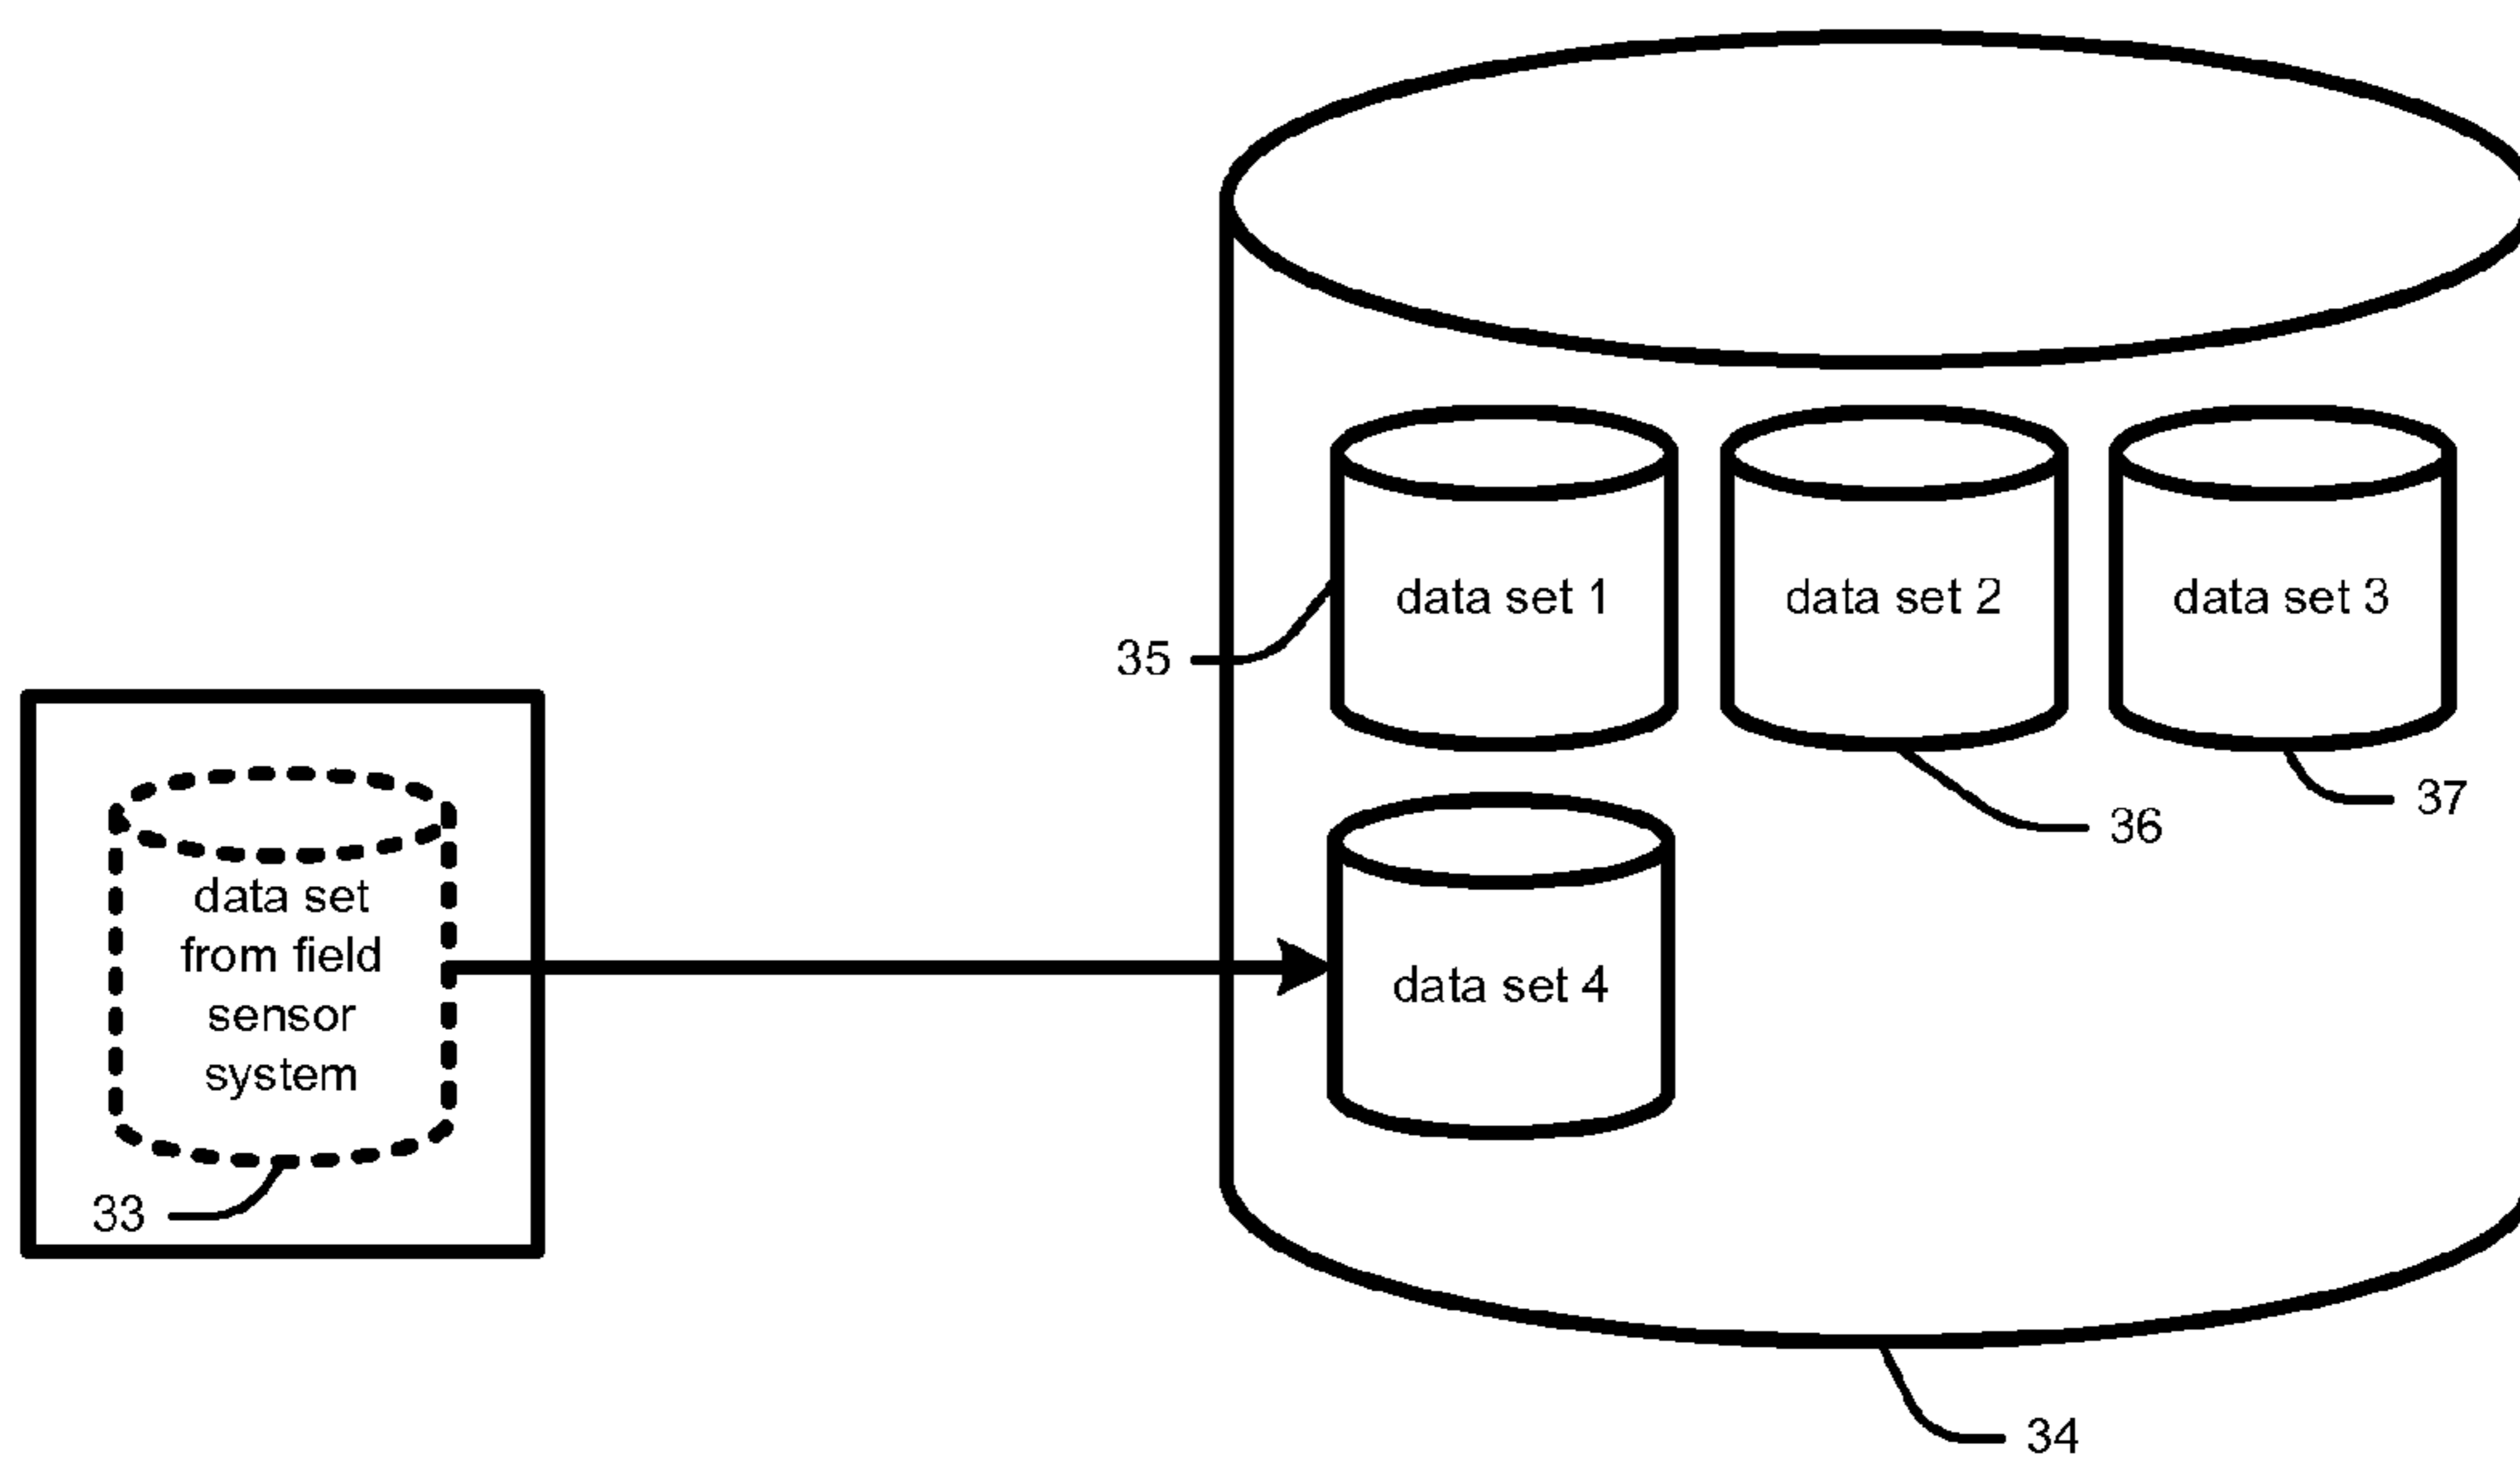 data set 1
data set 2
data set 3
35
37
36
data set
from field
sensor
system
data set 4
33
34